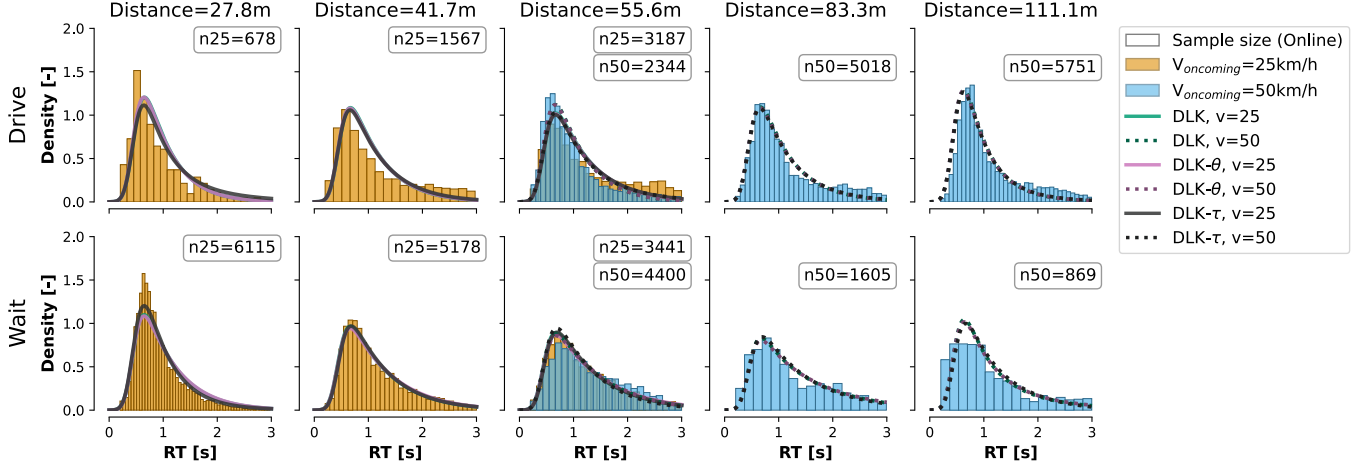 Distance=27.8m
Distance=41.7m
Distance=55.6m
Distance=83.3m
Distance=111.1m
Drive
Density [-]
2.0
1.5
1.0
0.5
0.0
n25=678
n25=1567
n25=3187
n50=2344
n50=5018
n50=5751
Sample size (Online)
V_oncoming=25km/h
V_oncoming=50km/h
DLK, v=25
DLK, v=50
DLK-θ, v=25
DLK-θ, v=50
DLK-τ, v=25
DLK-τ, v=50
Wait
Density [-]
2.0
1.5
1.0
0.5
0.0
n25=6115
n25=5178
n25=3441
n50=4400
n50=1605
n50=869
0 1 2 3
0 1 2 3
0 1 2 3
0 1 2 3
0 1 2 3
RT [s]
RT [s]
RT [s]
RT [s]
RT [s]